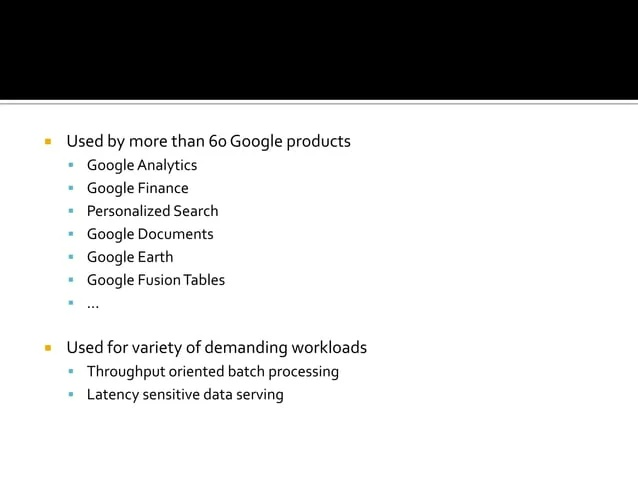 Used by more than 60 Google products
Google Analytics
Google Finance
Personalized Search
Google Documents
Google Earth
Google Fusion Tables
...
Used for variety of demanding workloads
Throughput oriented batch processing
Latency sensitive data serving